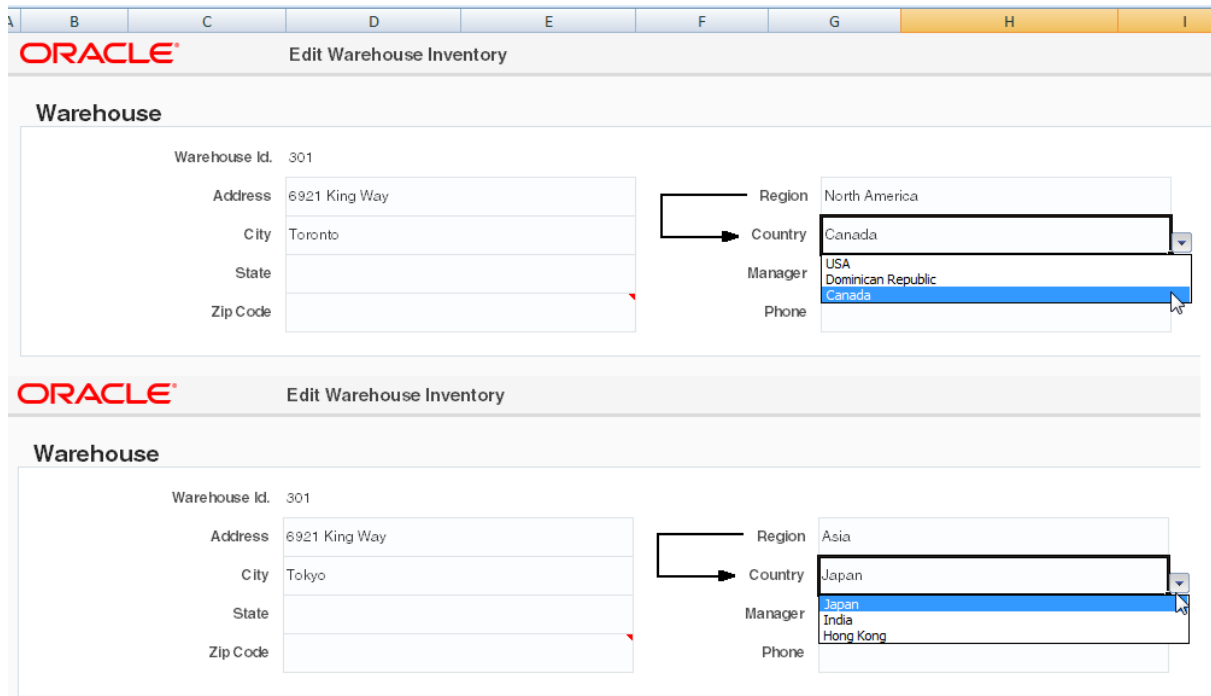 A B C D E F G H I
ORACLE® Edit Warehouse Inventory
Warehouse
Warehouse Id. 301
Address 6921 King Way Region North America
City Toronto Country Canada
State Manager USA
Dominican Republic
Canada
Zip Code Phone
ORACLE® Edit Warehouse Inventory
Warehouse
Warehouse Id. 301
Address 6921 King Way Region Asia
City Tokyo Country Japan
State Manager Japan
India
Hong Kong
Zip Code Phone